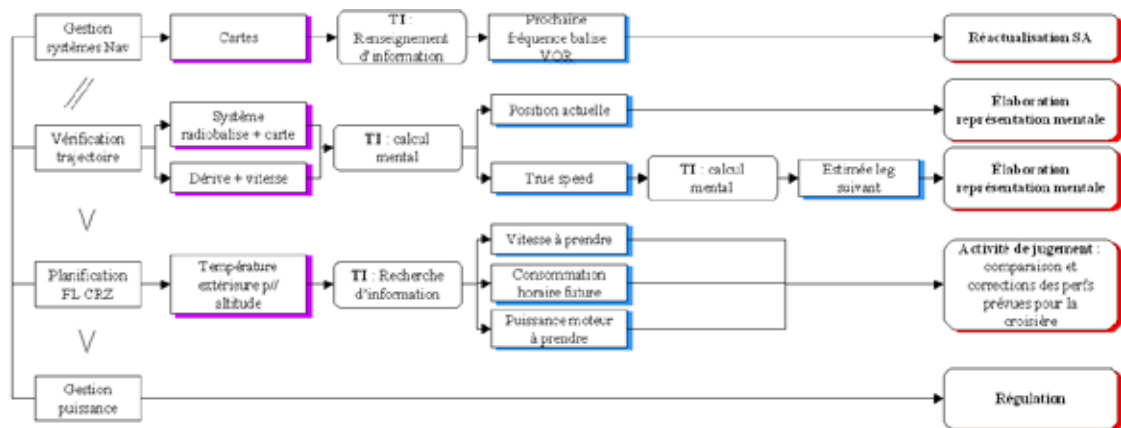 Gestion
systèmes Nav
Cartes
TI :
Renseignement
d'information
Prochaine
fréquence balise
VOR
Réactualisation SA
//
Vérification
trajectoire
Système
radiobalise + carte
Dérive + vitesse
TI : calcul
mental
Position actuelle
Élaboration
représentation mentale
True speed
TI : calcul
mental
Estimée leg
suivant
Élaboration
représentation mentale
V
Planification
FL CRZ
Température
extérieure p//
altitude
TI : Recherche
d'information
Vitesse à prendre
Consommation
horaire future
Puissance moteur
à prendre
Activité de jugement :
comparaison et
corrections des perfs
prévues pour la
croisière
V
Gestion
puissance
Régulation